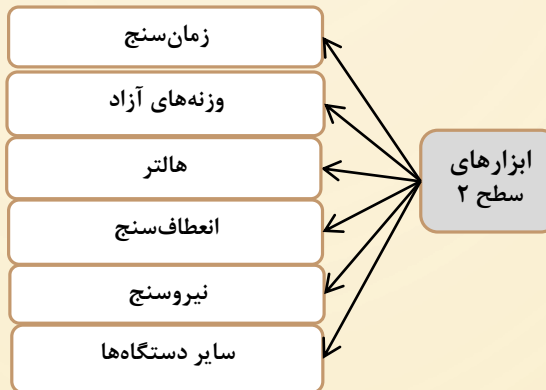 ابزارهای
سطح ۲
زمان‌سنج
وزنه‌های آزاد
هالتر
انعطاف‌سنج
نیروسنج
سایر دستگاه‌ها